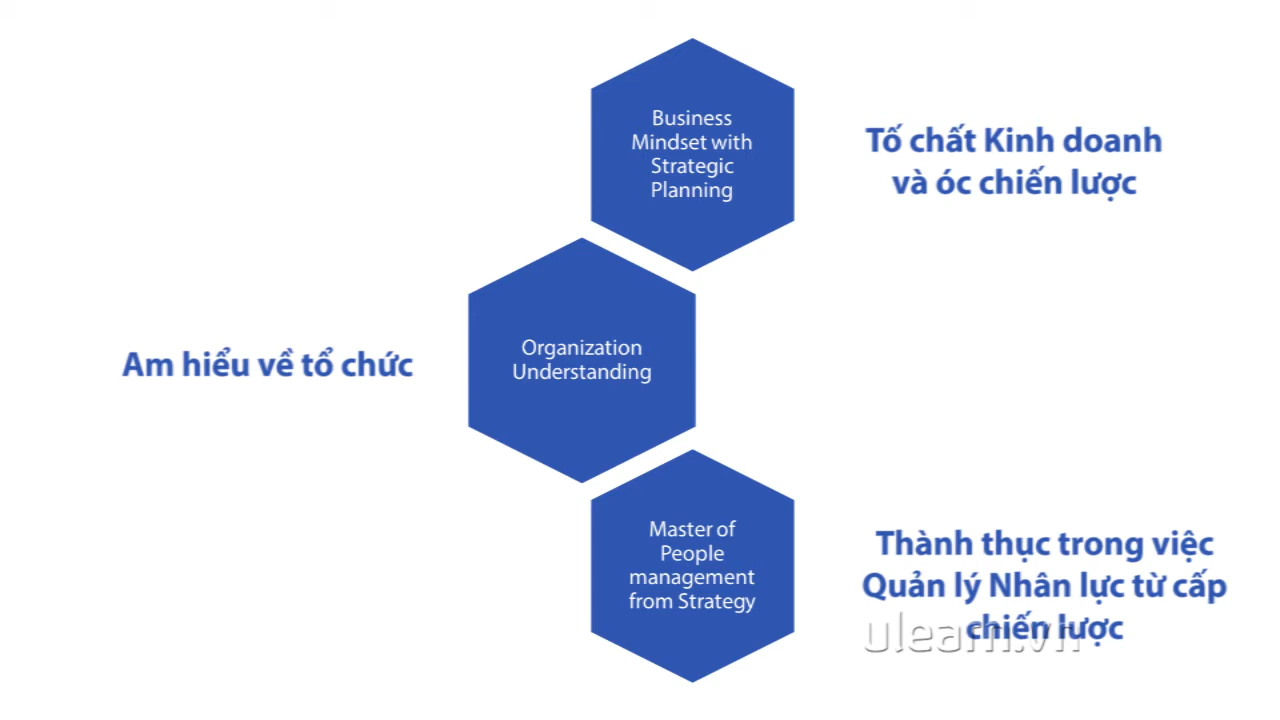 Business
Mindset with
Strategic
Planning
Tố chất Kinh doanh
và óc chiến lược
Am hiểu về tổ chức
Organization
Understanding
Master of
People
management
from Strategy
Thành thục trong việc
Quản lý Nhân lực từ cấp
chiến lược
ulearn.vn